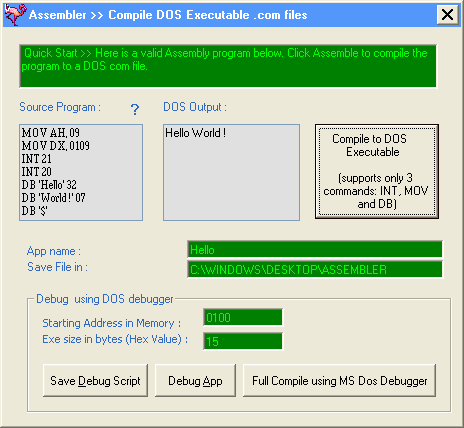 Assembler >> Compile DOS Executable .com files
Quick Start >> Here is a valid Assembly program below. Click Assemble to compile the
program to a DOS com file.
Source Program :
?
DOS Output :
MOV AH, 09
MOV DX, 0109
INT 21
INT 20
DB 'Hello' 32
DB 'World !' 07
DB '$'
Hello World !
Compile to DOS
Executable
(supports only 3
commands: INT, MOV
and DB)
App name :
Hello
Save File in :
C:\WINDOWS\DESKTOP\ASSEMBLER
Debug using DOS debugger
Starting Address in Memory :
0100
Exe size in bytes (Hex Value) :
15
Save Debug Script
Debug App
Full Compile using MS Dos Debugger